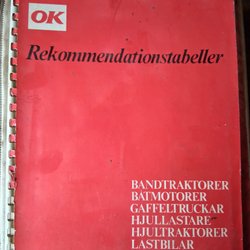 OK
Rekommendationstabeller
BANDTRAKTORER
BÅTMOTORER
GAFFELTRUCKAR
HJULLASTARE
HJULTRAKTORER
LASTBILAR